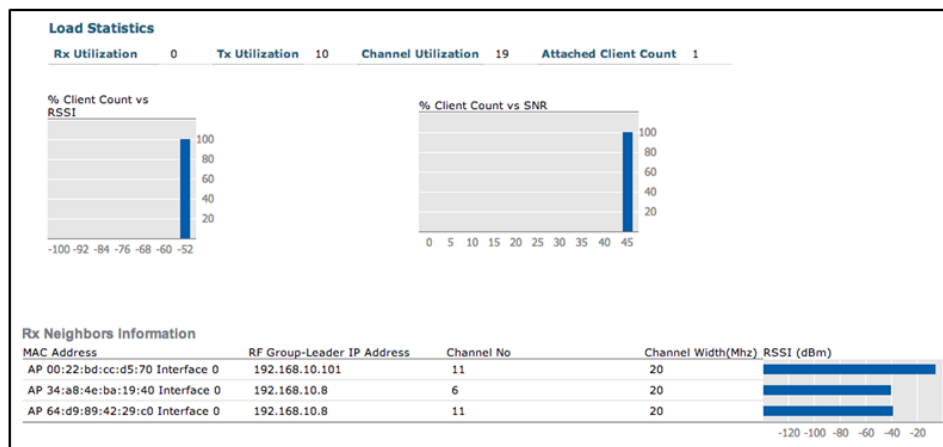 Load Statistics
Rx Utilization 0 Tx Utilization 10 Channel Utilization 19 Attached Client Count 1
% Client Count vs
RSSI
100
80
60
40
20
-100 -92 -84 -76 -68 -60 -52
% Client Count vs SNR
100
80
60
40
20
0 5 10 15 20 25 30 35 40 45
Rx Neighbors Information
MAC Address RF Group-Leader IP Address Channel No Channel Width(Mhz) RSSI (dBm)
AP 00:22:bd:cc:d5:70 Interface 0 192.168.10.101 11 20
AP 34:a8:4e:ba:19:40 Interface 0 192.168.10.8 6 20
AP 64:d9:89:42:29:c0 Interface 0 192.168.10.8 11 20
-120 -100 -80 -60 -40 -20